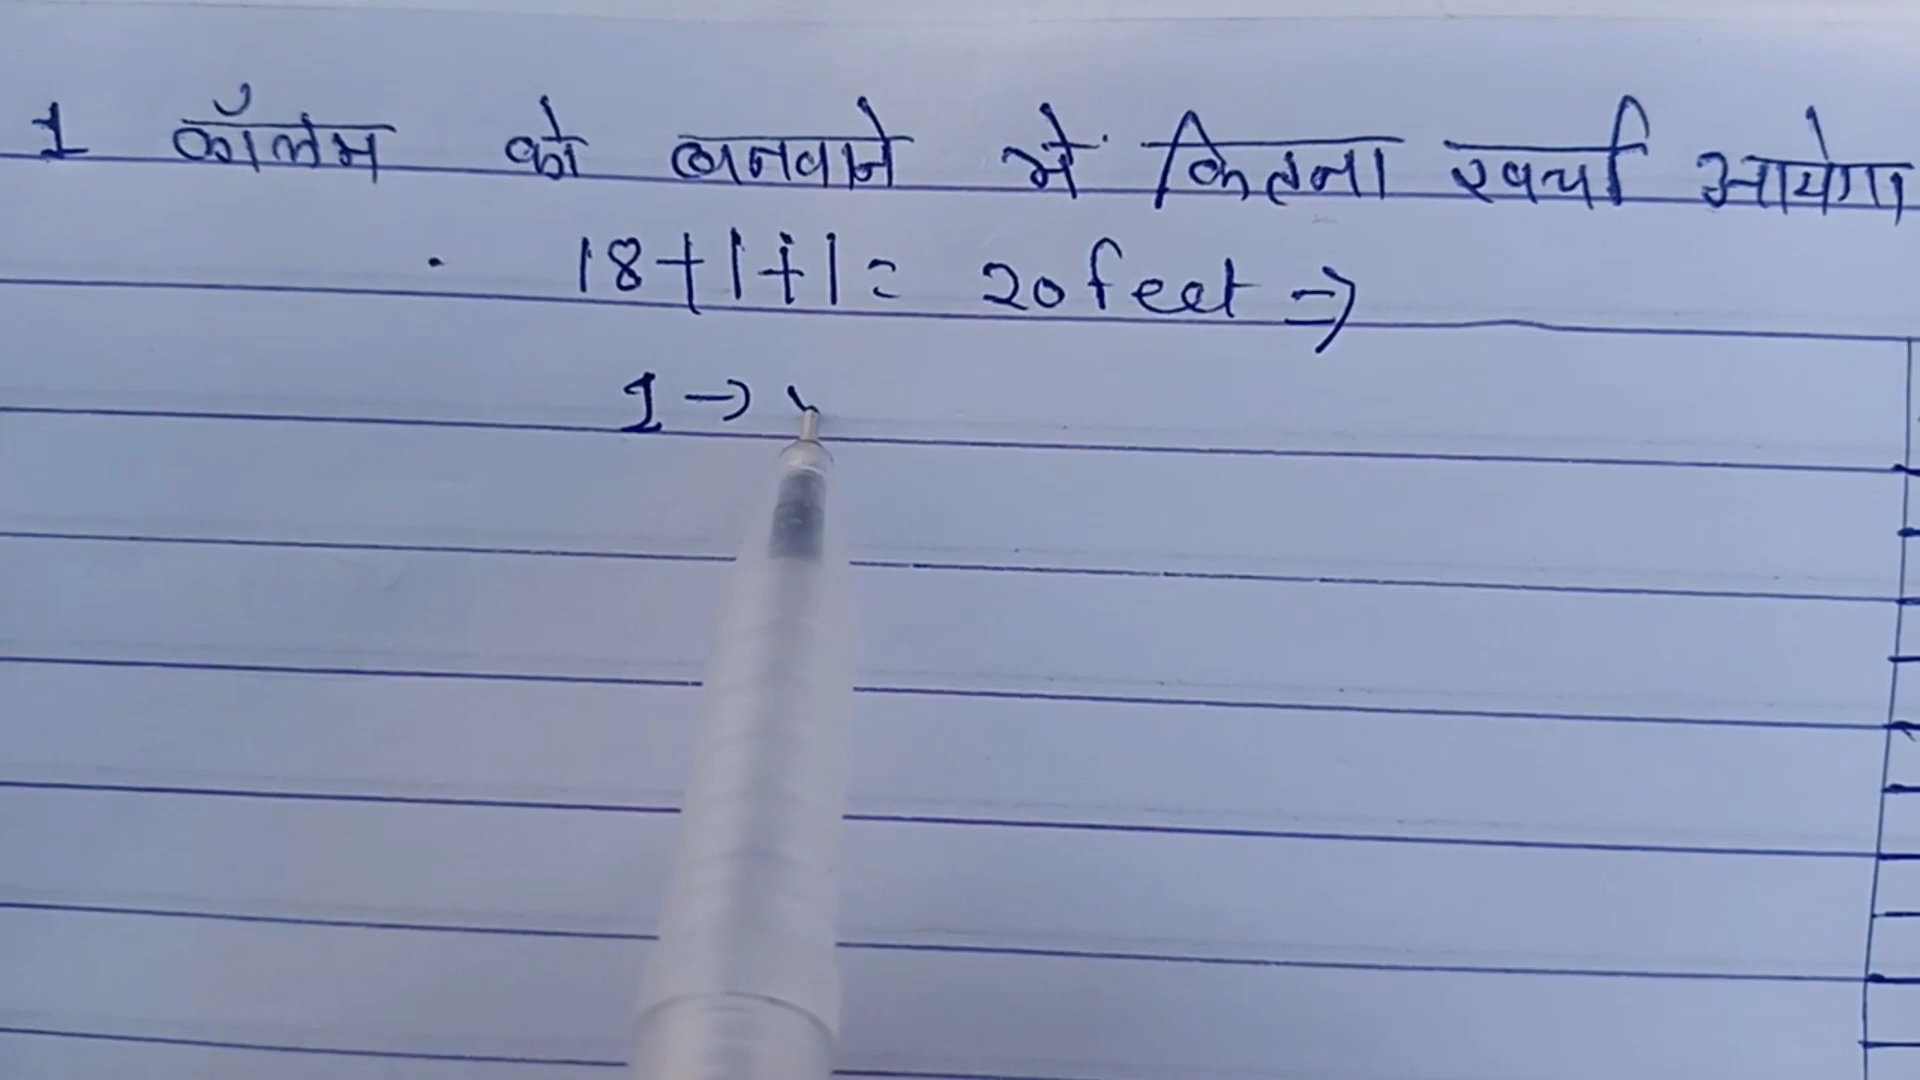 1 कॉलम को बनवाने में कितना खर्चा आयेगा
18+1+1= 20 feet ⇒
1 →